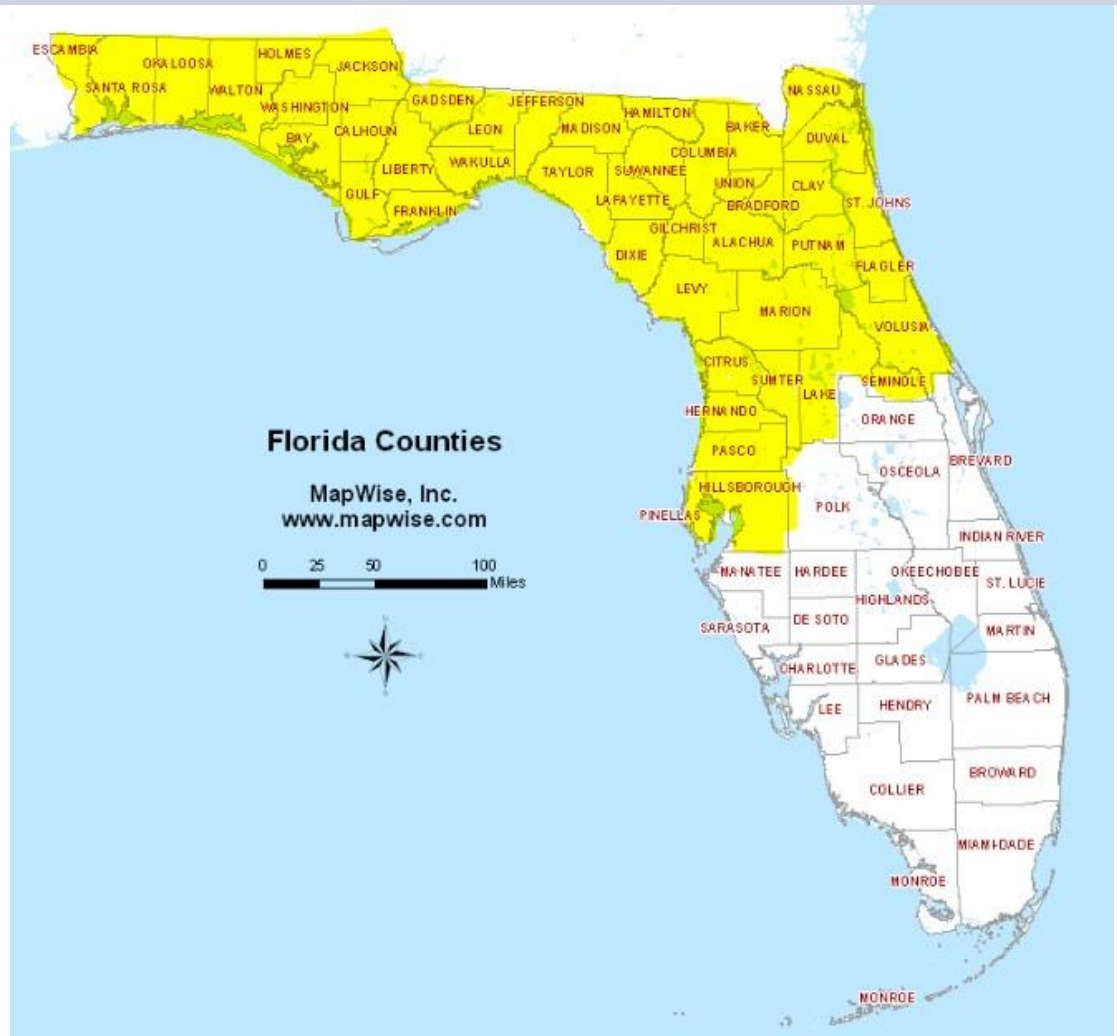 ESCAMBIA
OKALOOSA
HOLMES
JACKSON
SANTA ROSA
WALTON
WASHINGTON
GADSDEN
JEFFERSON
HAMILTON
NASSAU
BAY
CALHOUN
LEON
MADISON
BAKER
DUVAL
LIBERTY
WAKULLA
TAYLOR
SUWANNEE
COLUMBIA
UNION
CLAY
GULF
FRANKLIN
LAFAYETTE
BRADFORD
ST. JOHNS
GILCHRIST
ALACHUA
PUTNAM
DIXIE
FLAGLER
LEVY
MARION
VOLUSIA
CITRUS
SUMTER
LAKE
SEMINOLE
HERNANDO
ORANGE
Florida Counties
PASCO
OSCEOLA
BREVARD
MapWise, Inc.
www.mapwise.com
HILLSBOROUGH
PINELLAS
POLK
INDIAN RIVER
0 25 50 100
Miles
MANATEE
HARDEE
OKEECHOBEE
ST. LUCIE
HIGHLANDS
SARASOTA
DE SOTO
MARTIN
CHARLOTTE
GLADES
LEE
HENDRY
PALM BEACH
COLLIER
BROWARD
MIAMI-DADE
MONROE
MONROE